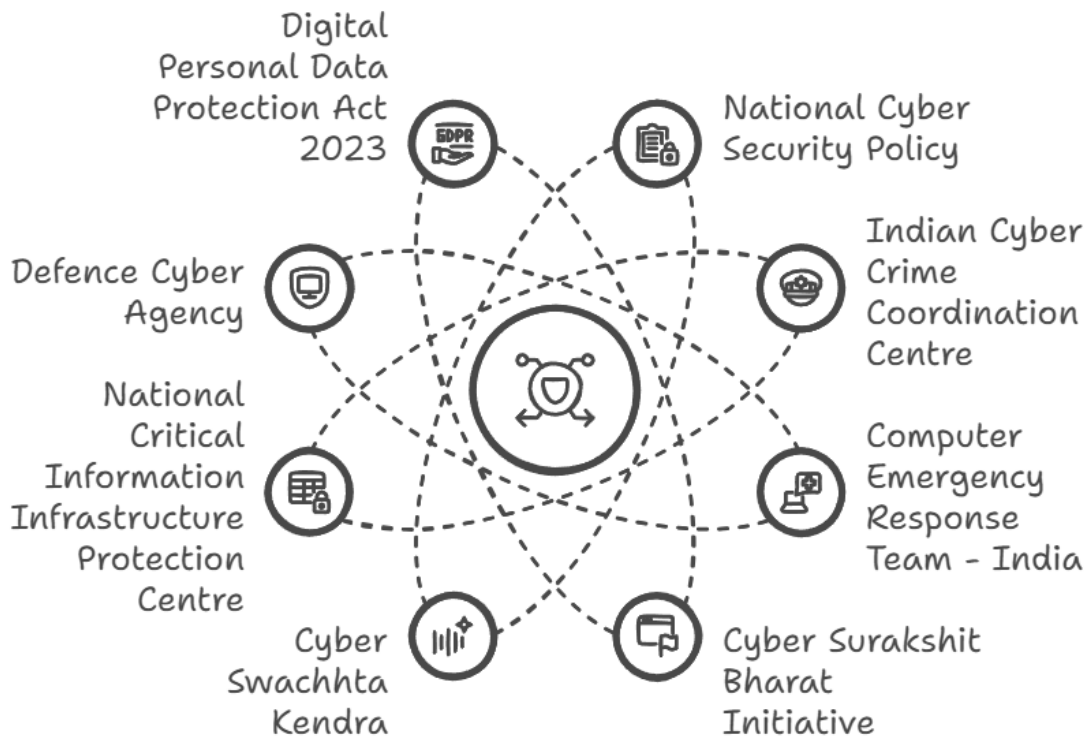 Digital
Personal Data
Protection Act
2023
GDPR
National Cyber
Security Policy
Defence Cyber
Agency
Indian Cyber
Crime
Coordination
Centre
National
Critical
Information
Infrastructure
Protection
Centre
Computer
Emergency
Response
Team - India
Cyber
Swachhta
Kendra
Cyber Surakshit
Bharat
Initiative